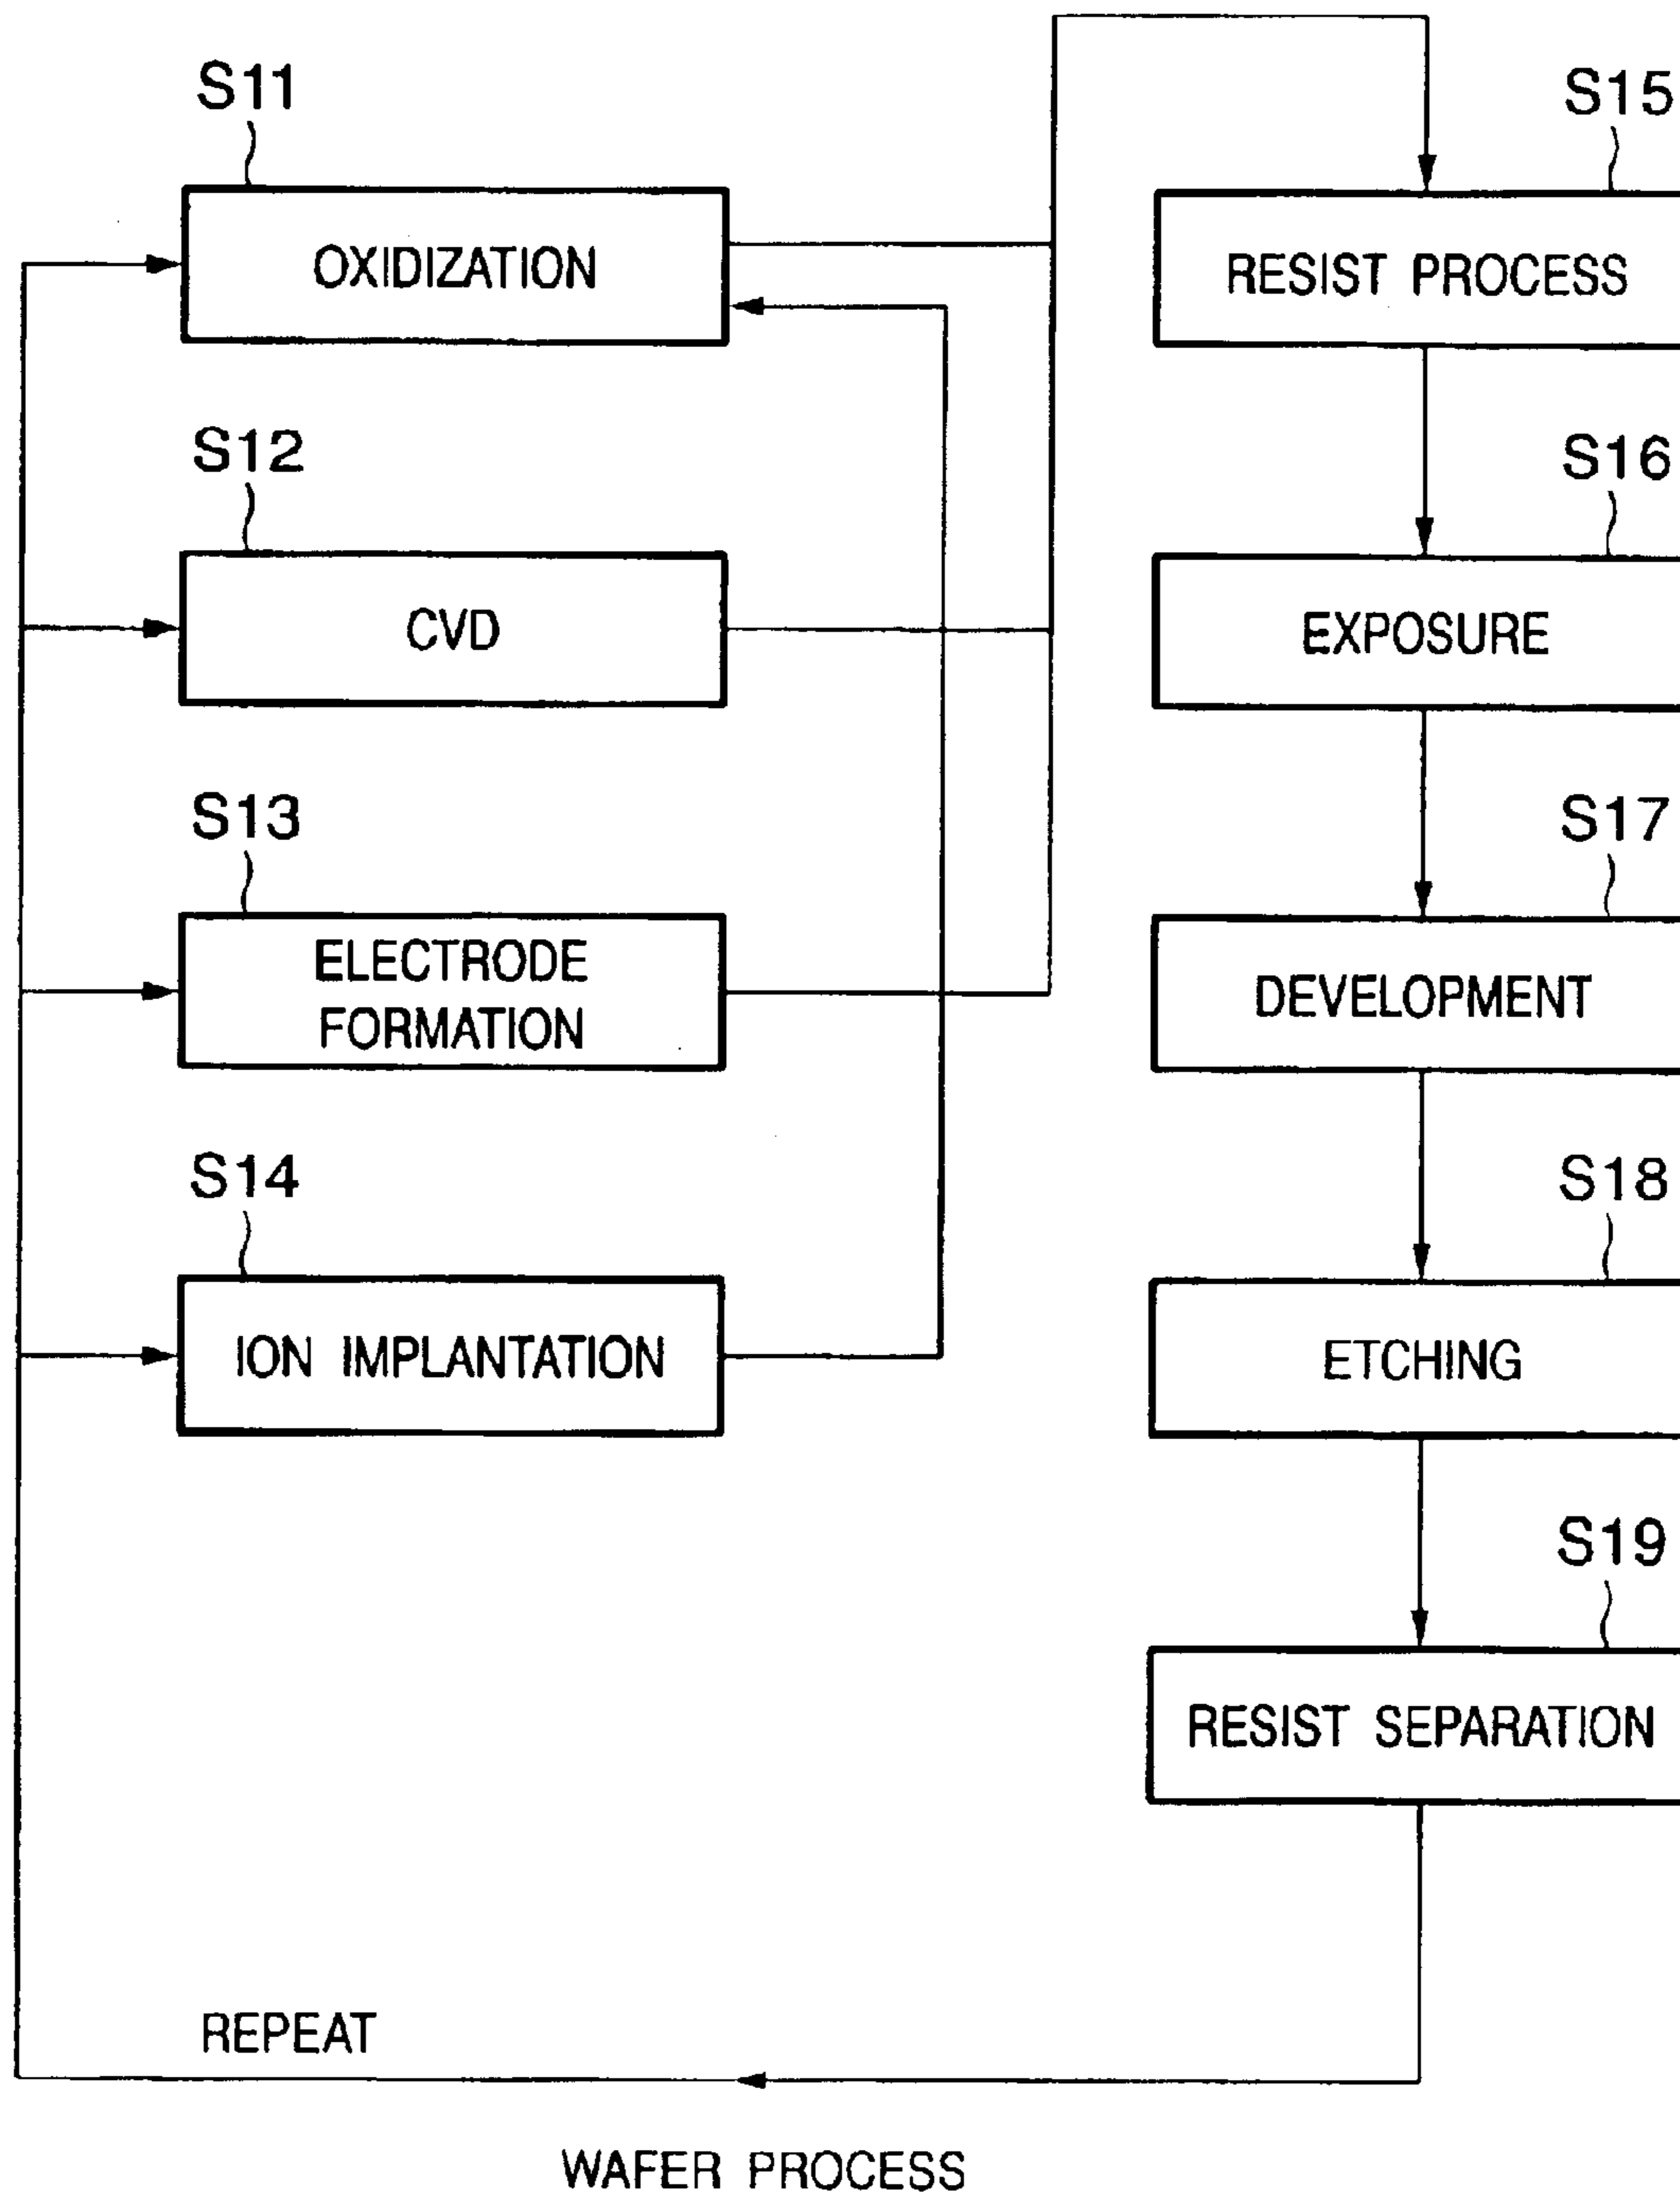 S11
OXIDIZATION
S12
CVD
S13
ELECTRODE
FORMATION
S14
ION IMPLANTATION
S15
RESIST PROCESS
S16
EXPOSURE
S17
DEVELOPMENT
S18
ETCHING
S19
RESIST SEPARATION
REPEAT
WAFER PROCESS